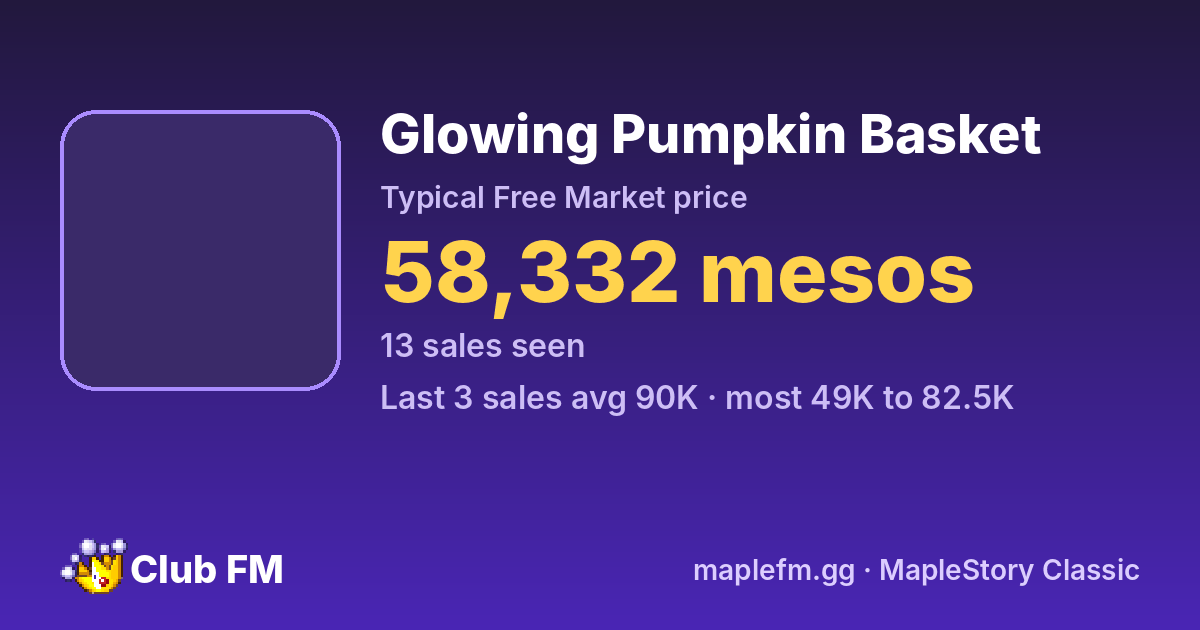 Glowing Pumpkin Basket
Typical Free Market price
58,332 mesos
13 sales seen
Last 3 sales avg 90K · most 49K to 82.5K
Club FM
maplefm.gg · MapleStory Classic